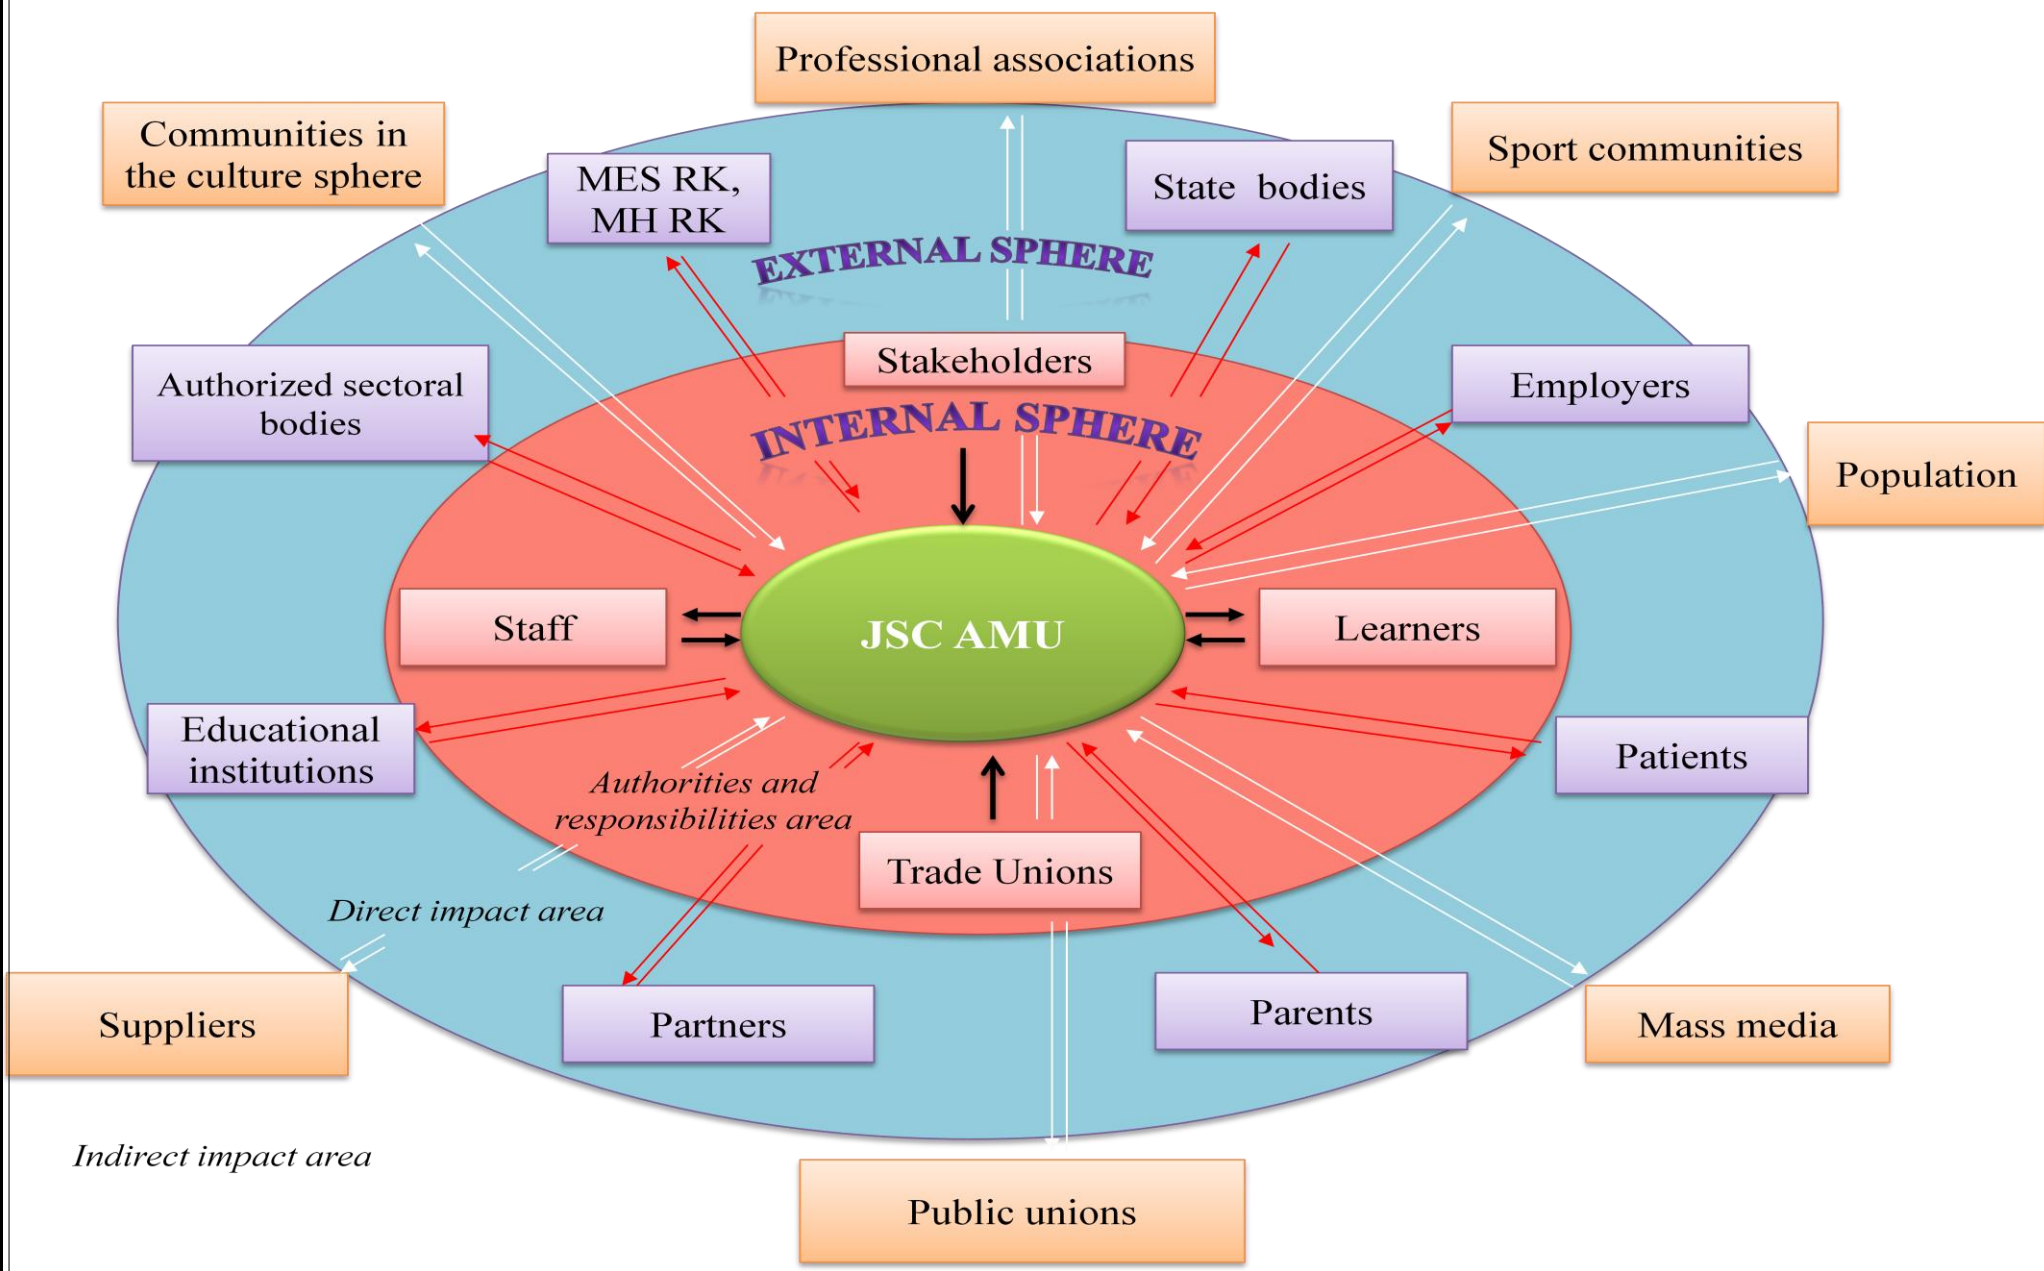 Professional associations
Communities in
the culture sphere
Sport communities
MES RK,
MH RK
State bodies
EXTERNAL SPHERE
Stakeholders
Authorized sectoral
bodies
Employers
INTERNAL SPHERE
Population
Staff
JSC AMU
Learners
Educational
institutions
Patients
Authorities and
responsibilities area
Trade Unions
Direct impact area
Suppliers
Partners
Parents
Mass media
Indirect impact area
Public unions